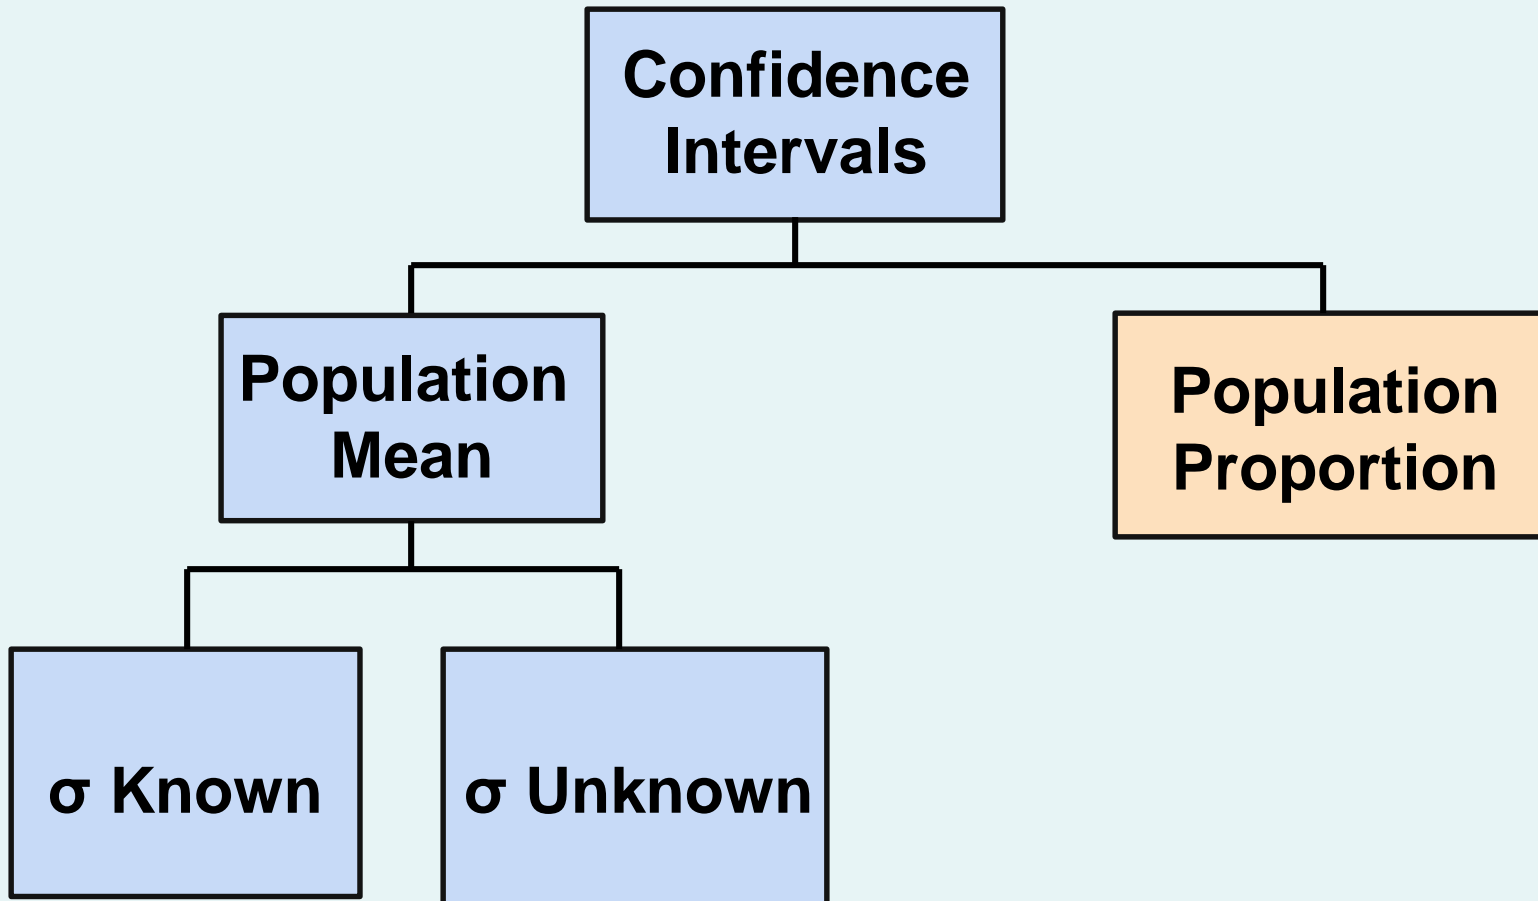 Confidence
Intervals
Population
Mean
Population
Proportion
σ Known
σ Unknown